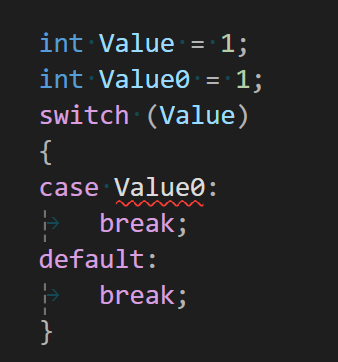 int Value = 1;
int Value0 = 1;
switch (Value)
{
case Value0:
    break;
default:
    break;
}